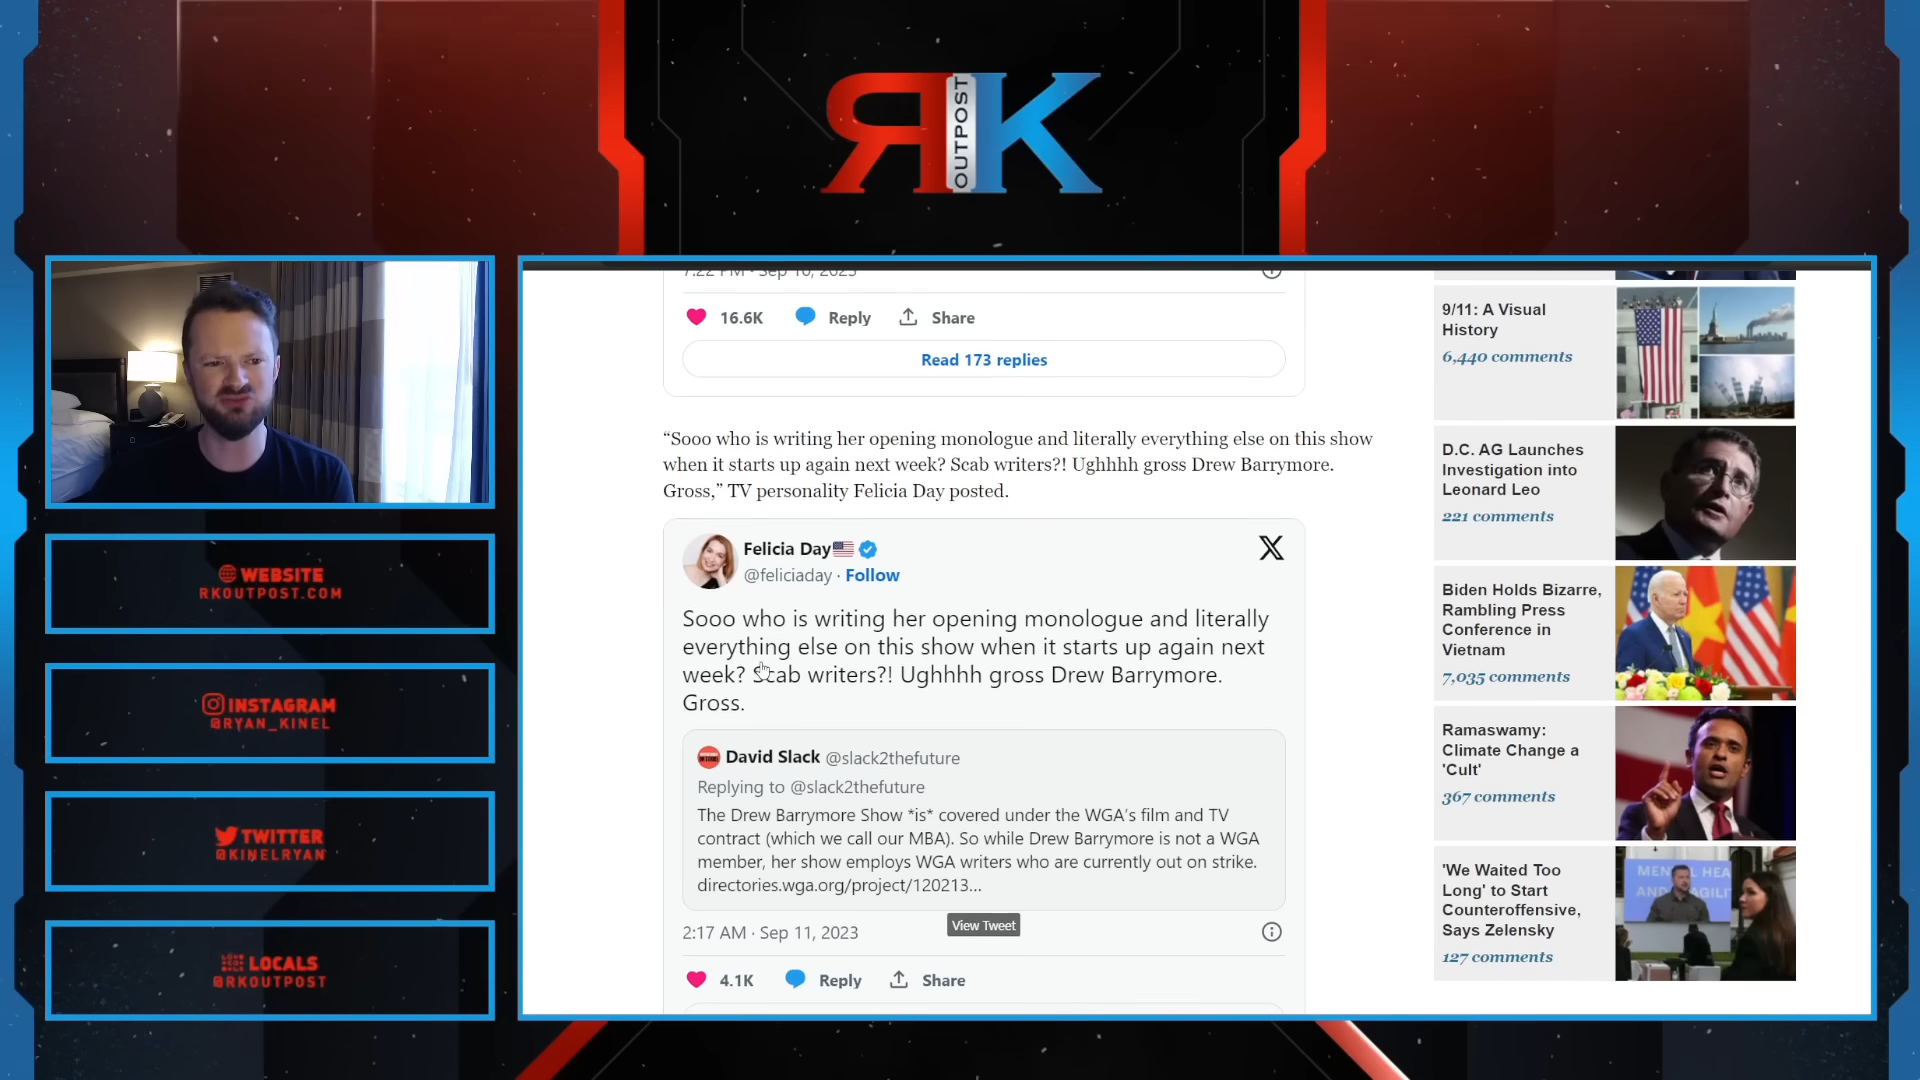 RK
OUTPOST
WEBSITE
RKOUTPOST.COM
INSTAGRAM
@RYAN_KINEL
TWITTER
@KINELRYAN
LOCALS
@RKOUTPOST
7:22 PM · Sep 10, 2023
16.6K Reply Share
Read 173 replies
“Sooo who is writing her opening monologue and literally everything else on this show
when it starts up again next week? Scab writers?! Ughhhh gross Drew Barrymore.
Gross,” TV personality Felicia Day posted.
Felicia Day
@feliciaday · Follow
Sooo who is writing her opening monologue and literally
everything else on this show when it starts up again next
week? Scab writers?! Ughhhh gross Drew Barrymore.
Gross.
David Slack @slack2thefuture
Replying to @slack2thefuture
The Drew Barrymore Show *is* covered under the WGA’s film and TV
contract (which we call our MBA). So while Drew Barrymore is not a WGA
member, her show employs WGA writers who are currently out on strike.
directories.wga.org/project/120213...
View Tweet
2:17 AM · Sep 11, 2023
4.1K Reply Share
9/11: A Visual
History
6,440 comments
D.C. AG Launches
Investigation into
Leonard Leo
221 comments
Biden Holds Bizarre,
Rambling Press
Conference in
Vietnam
7,035 comments
Ramaswamy:
Climate Change a
'Cult'
367 comments
'We Waited Too
Long' to Start
Counteroffensive,
Says Zelensky
127 comments